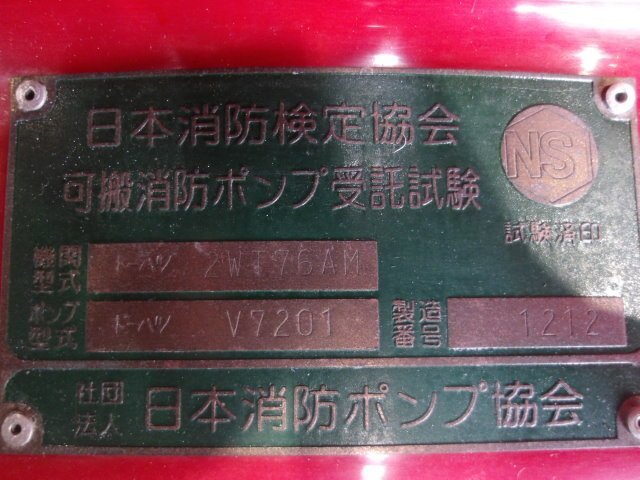 日本消防検定協会
可搬消防ポンプ受託試験
NS
試験済印
機関型式 トーハツ 2WT76AM
ポンプ型式 トーハツ V7201 製造番号 1212
社団法人 日本消防ポンプ協会